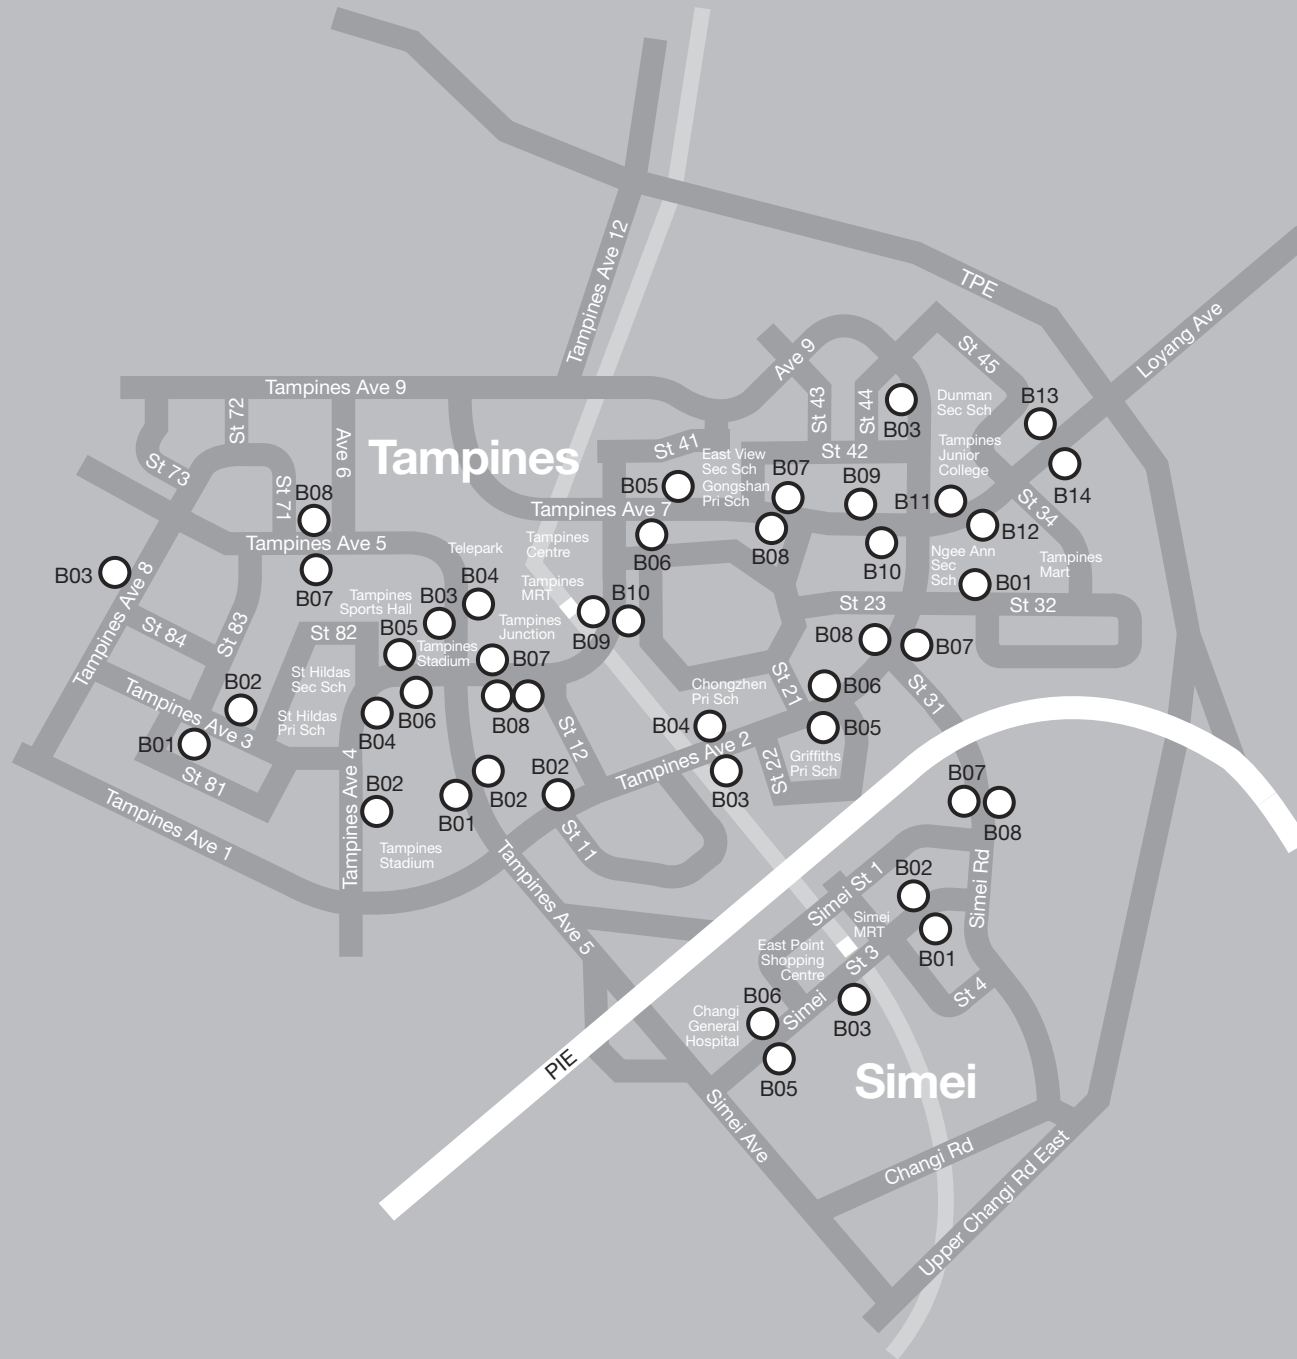 Tampines Ave 12
TPE
Loyang Ave
Ave 9
St 45
Tampines Ave 9
St 72
St 43
St 44
Dunman
Sec Sch
B13
B03
Ave 6
Tampines
St 41
St 42
Tampines
Junior
College
East View
Sec Sch
Gongshan
Pri Sch
St 73
St 71
B08
B05
B07
B09
B11
B14
St 34
Tampines Ave 7
B12
Tampines Ave 5
Telepark
Tampines
Centre
B06
B08
B10
Ngee Ann
Sec
Sch
Tampines
Mart
B03
Tampines Ave 8
B07
B04
Tampines
MRT
B10
B01
Tampines
Sports Hall
B03
St 23
St 32
St 84
St 83
St 82
B05
Tampines
Junction
B09
B08
B07
Tampines
Stadium
B07
St Hildas
Sec Sch
Tampines Ave 3
B02
St 21
B06
St 31
Chongzhen
Pri Sch
St Hildas
Pri Sch
B06
B08
B04
B04
B05
B01
St 12
Tampines Ave 2
St 22
Griffiths
Pri Sch
St 81
Tampines Ave 4
B02
B02
B02
B03
B07
B01
B08
Tampines Ave 1
St 11
Tampines
Stadium
Tampines Ave 5
Simei St 1
B02
Simei Rd
Simei
MRT
East Point
Shopping
Centre
B01
Simei
St 3
St 4
B06
Changi
General
Hospital
B03
PIE
B05
Simei
Simei Ave
Changi Rd
Upper Changi Rd East